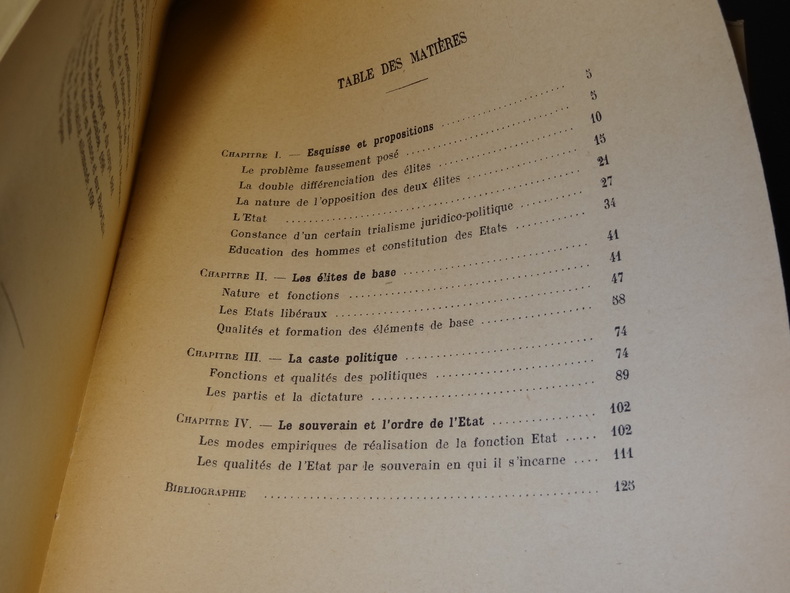 TABLE DES MATIÈRES
CHAPITRE I. — Esquisse et propositions .......... 5
Le problème faussement posé .......... 5
La double différenciation des élites .......... 10
La nature de l'opposition des deux élites .......... 15
L'Etat .......... 21
Constance d'un certain trialisme juridico-politique .......... 27
Education des hommes et constitution des Etats .......... 34
CHAPITRE II. — Les élites de base .......... 41
Nature et fonctions .......... 41
Les Etats libéraux .......... 47
Qualités et formation des éléments de base .......... 58
CHAPITRE III. — La caste politique .......... 74
Fonctions et qualités des politiques .......... 74
Les partis et la dictature .......... 89
CHAPITRE IV. — Le souverain et l'ordre de l'Etat .......... 102
Les modes empiriques de réalisation de la fonction Etat ..... 102
Les qualités de l'Etat par le souverain en qui il s'incarne .... 111
BIBLIOGRAPHIE .......... 125